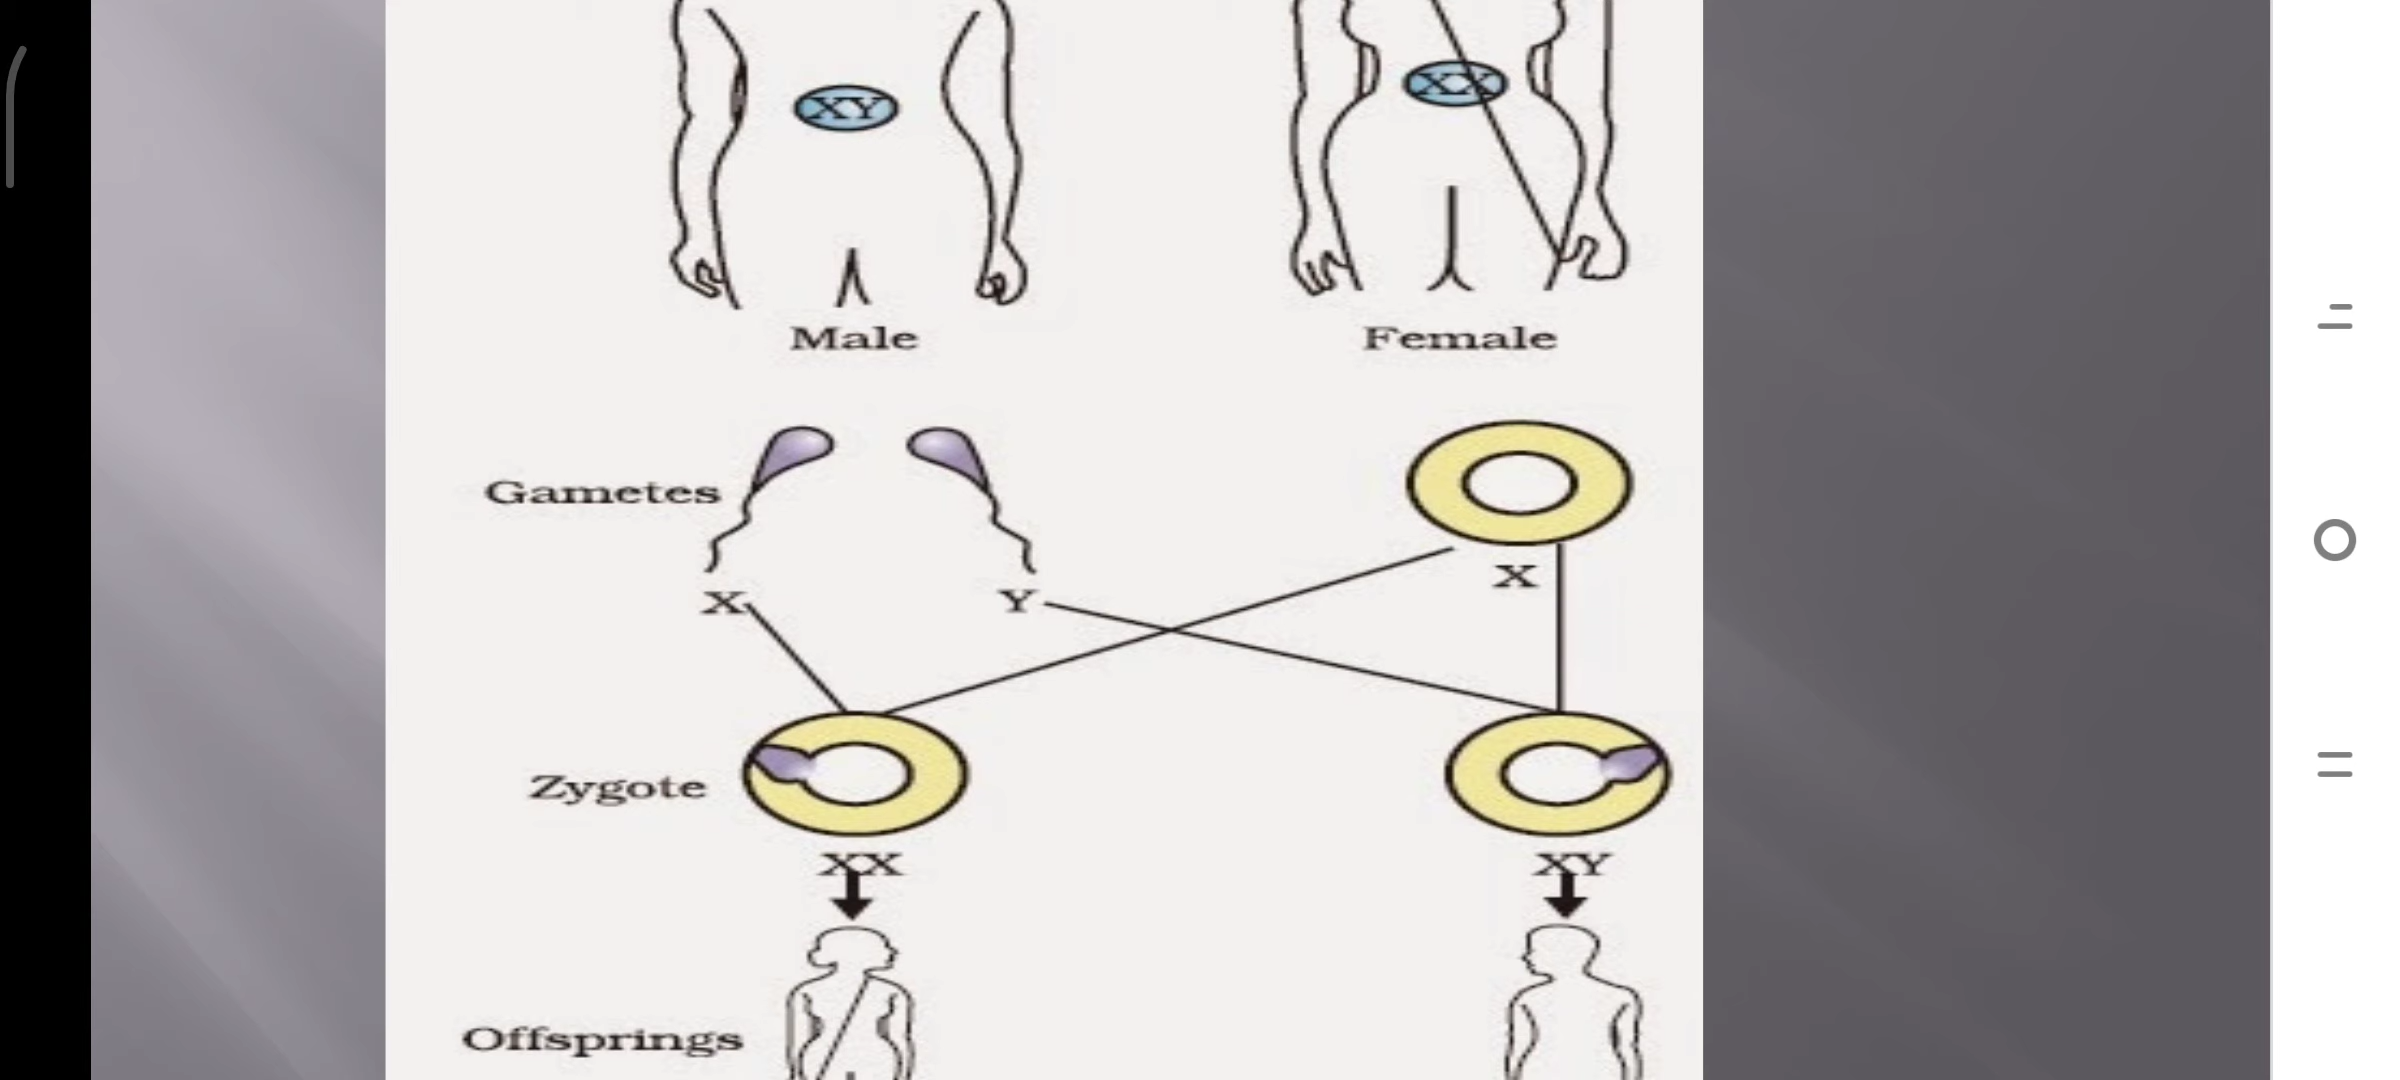 XY
XX
Male
Female
Gametes
X
Y
X
Zygote
XX
XY
Offsprings